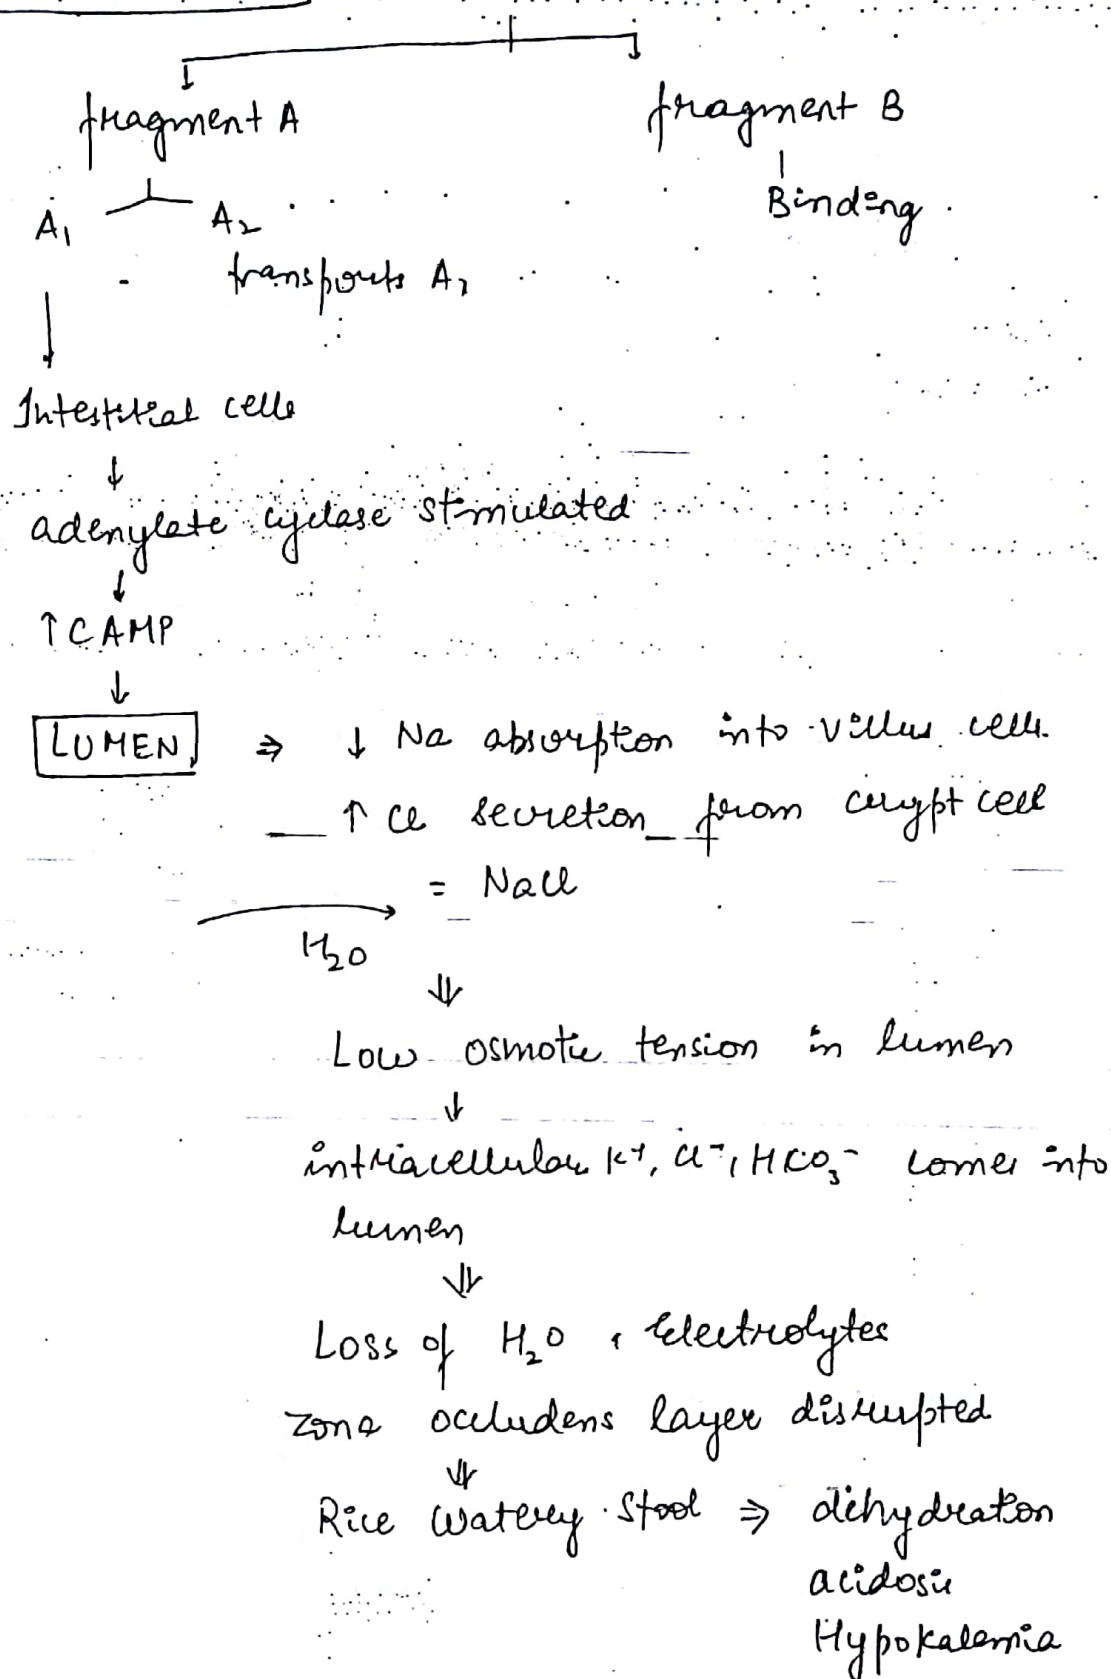 fragment A fragment B
A1 A2 Binding
transports A1
Intestitial cells
↓
adenylate cyclase stimulated
↓
↑ CAMP
↓
LUMEN ⇒ ↓ Na absorption into villus cells.
↑ Cl secretion from crypt cell
= NaCl
H2O
⇓
Low osmotic tension in lumen
↓
intracellular K+, Cl-, HCO3- comes into
lumen
⇓
Loss of H2O, Electrolytes
Zona occludens layer disrupted
⇓
Rice Watery Stool ⇒ dehydration
acidosis
Hypokalemia